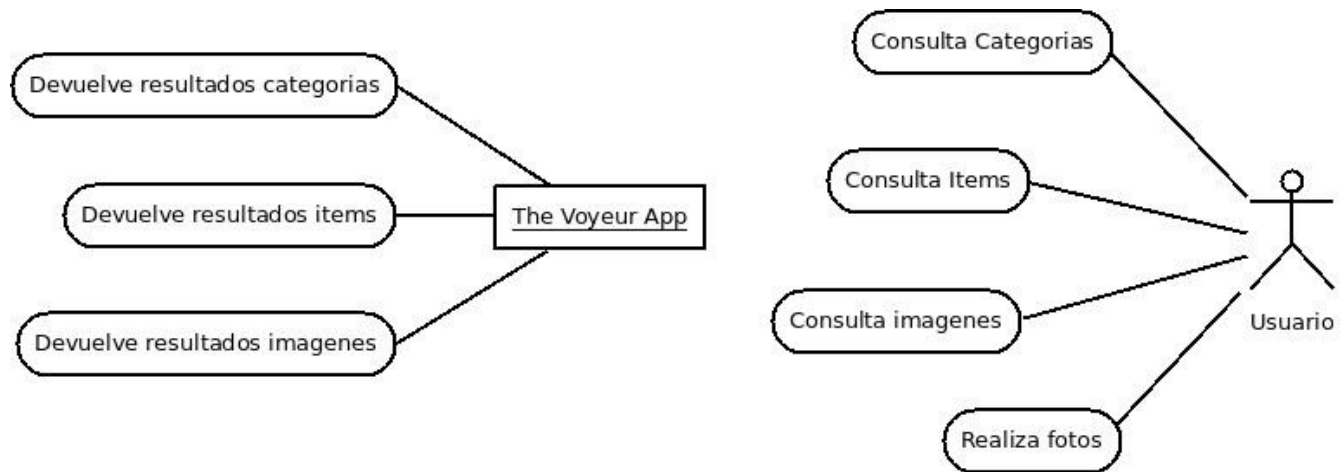 Devuelve resultados categorias
Devuelve resultados items
Devuelve resultados imagenes
The Voyeur App
Consulta Categorias
Consulta Items
Consulta imagenes
Realiza fotos
Usuario